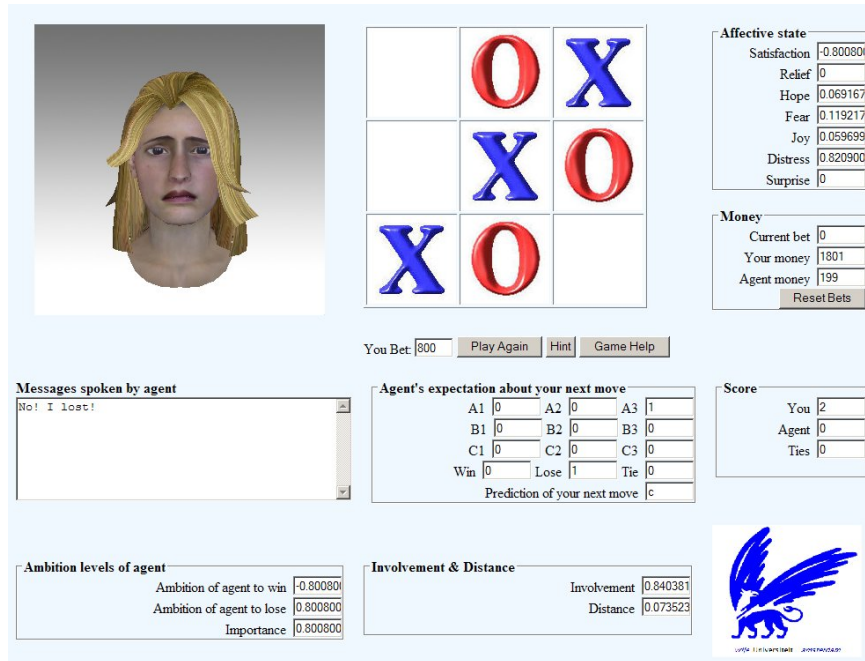 O X
X O
X O
Affective state
Satisfaction -0.80080
Relief 0
Hope 0.069167
Fear 0.119217
Joy 0.059699
Distress 0.820900
Surprise 0
Money
Current bet 0
Your money 1801
Agent money 199
Reset Bets
You Bet: 800 Play Again Hint Game Help
Messages spoken by agent
No! I lost!
Agent's expectation about your next move
A1 0 A2 0 A3 1
B1 0 B2 0 B3 0
C1 0 C2 0 C3 0
Win 0 Lose 1 Tie 0
Prediction of your next move c
Score
You 2
Agent 0
Ties 0
Ambition levels of agent
Ambition of agent to win -0.80080
Ambition of agent to lose 0.800800
Importance 0.800800
Involvement & Distance
Involvement 0.840381
Distance 0.073523
vrije Universiteit amsterdam